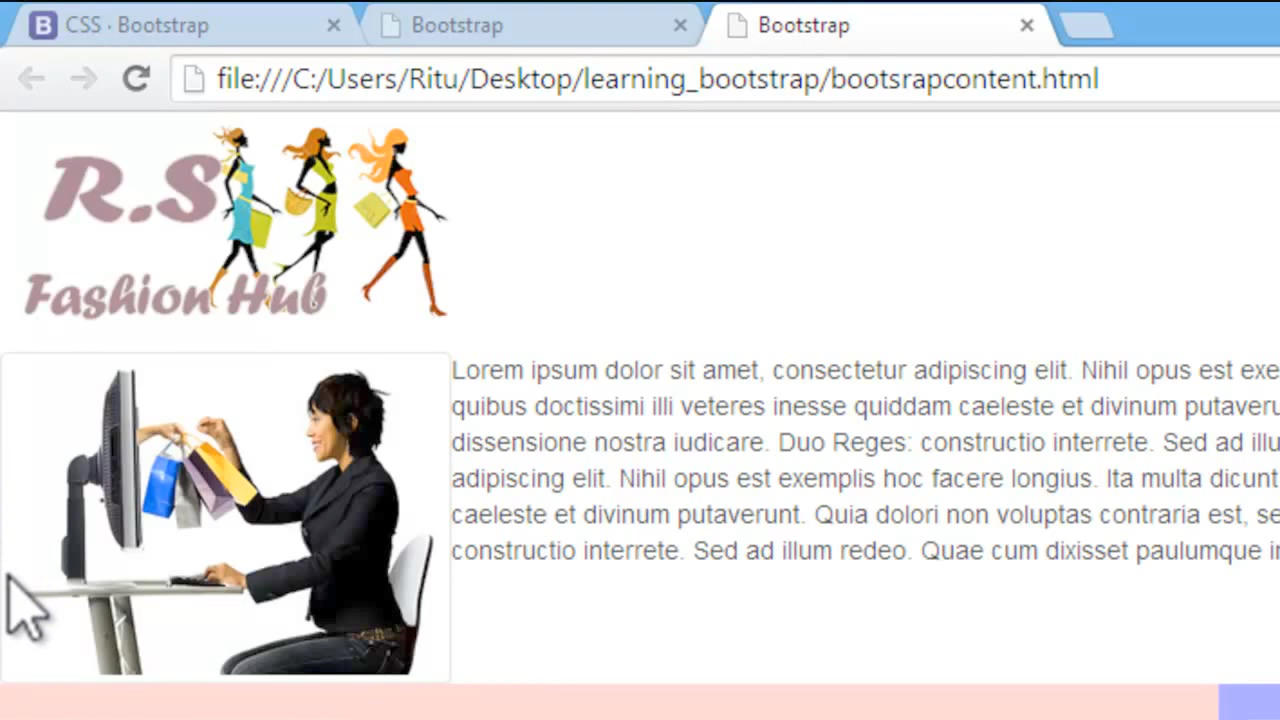 CSS · Bootstrap
Bootstrap
Bootstrap
file:///C:/Users/Ritu/Desktop/learning_bootstrap/bootsrapcontent.html
R.S
Fashion Hub
Lorem ipsum dolor sit amet, consectetur adipiscing elit. Nihil opus est exe
quibus doctissimi illi veteres inesse quiddam caeleste et divinum putaveru
dissensione nostra iudicare. Duo Reges: constructio interrete. Sed ad illu
adipiscing elit. Nihil opus est exemplis hoc facere longius. Ita multa dicunt
caeleste et divinum putaverunt. Quia dolori non voluptas contraria est, se
constructio interrete. Sed ad illum redeo. Quae cum dixisset paulumque i